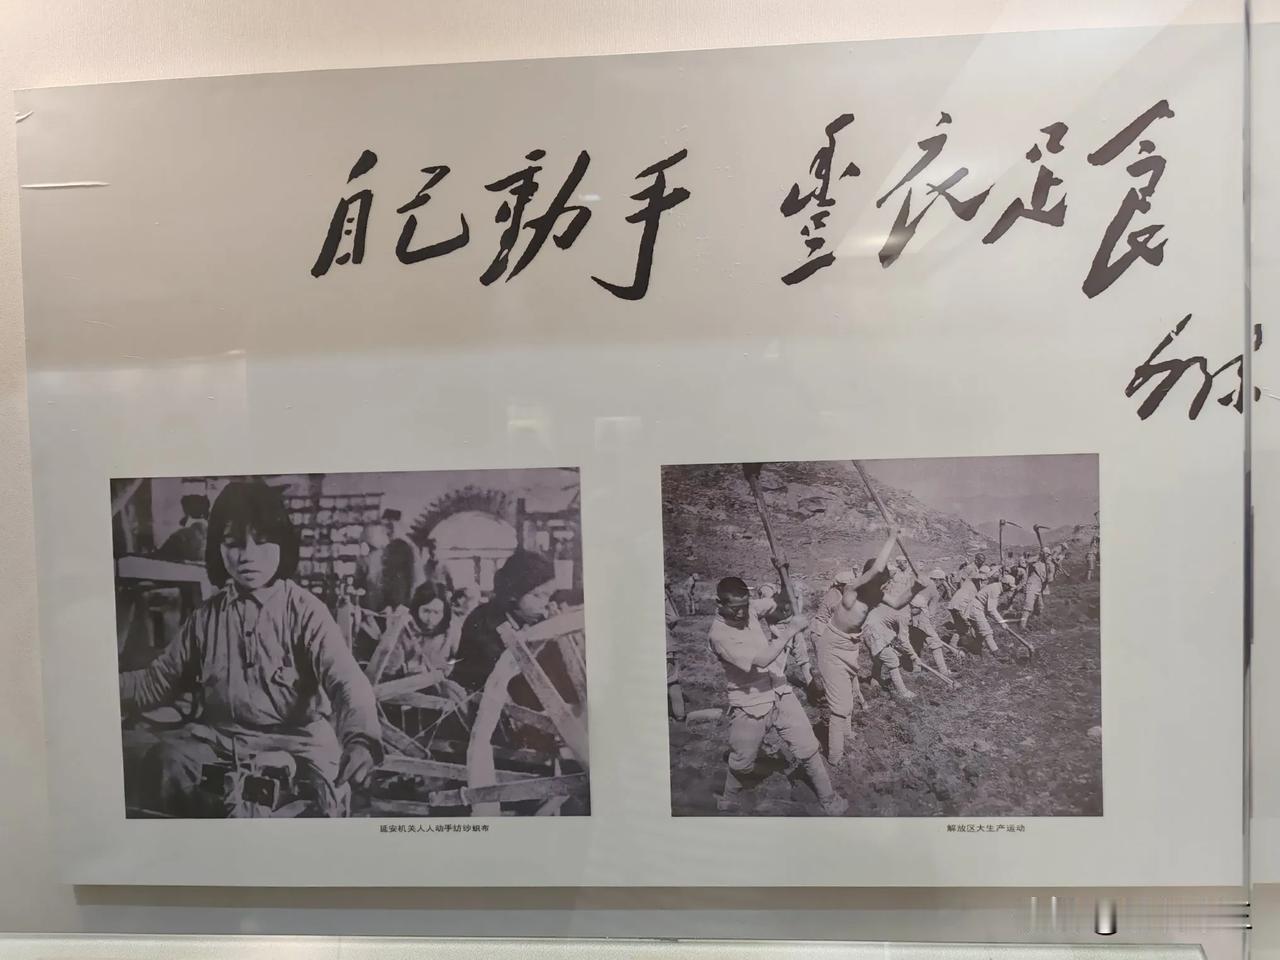 自己動手 豐衣足食
延安机关人人动手纺纱织布
解放区大生产运动